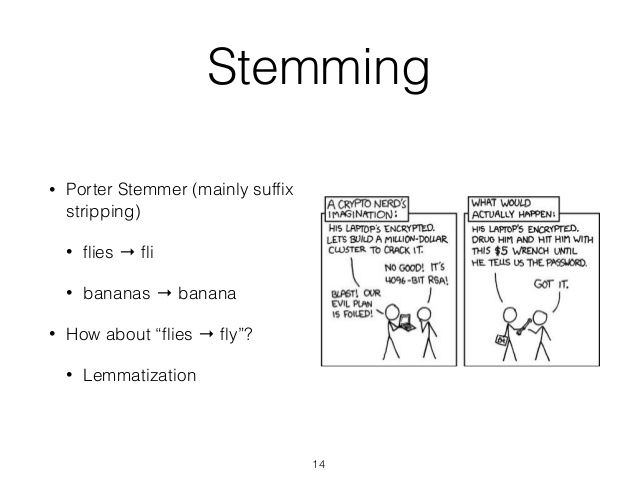 Stemming
• Porter Stemmer (mainly suffix
stripping)
• flies → fli
• bananas → banana
• How about “flies → fly”?
• Lemmatization
A CRYPTO NERD'S
IMAGINATION:
HIS LAPTOP'S ENCRYPTED.
LETS BUILD A MILLION-DOLLAR
CLUSTER TO CRACK IT.
NO GOOD! IT'S
4096-BIT RSA!
BLAST! OUR
EVIL PLAN
IS FOILED!
WHAT WOULD
ACTUALLY HAPPEN:
HIS LAPTOP'S ENCRYPTED.
DRUG HIM AND HIT HIM WITH
THIS $5 WRENCH UNTIL
HE TELLS US THE PASSWORD.
GOT IT.
14